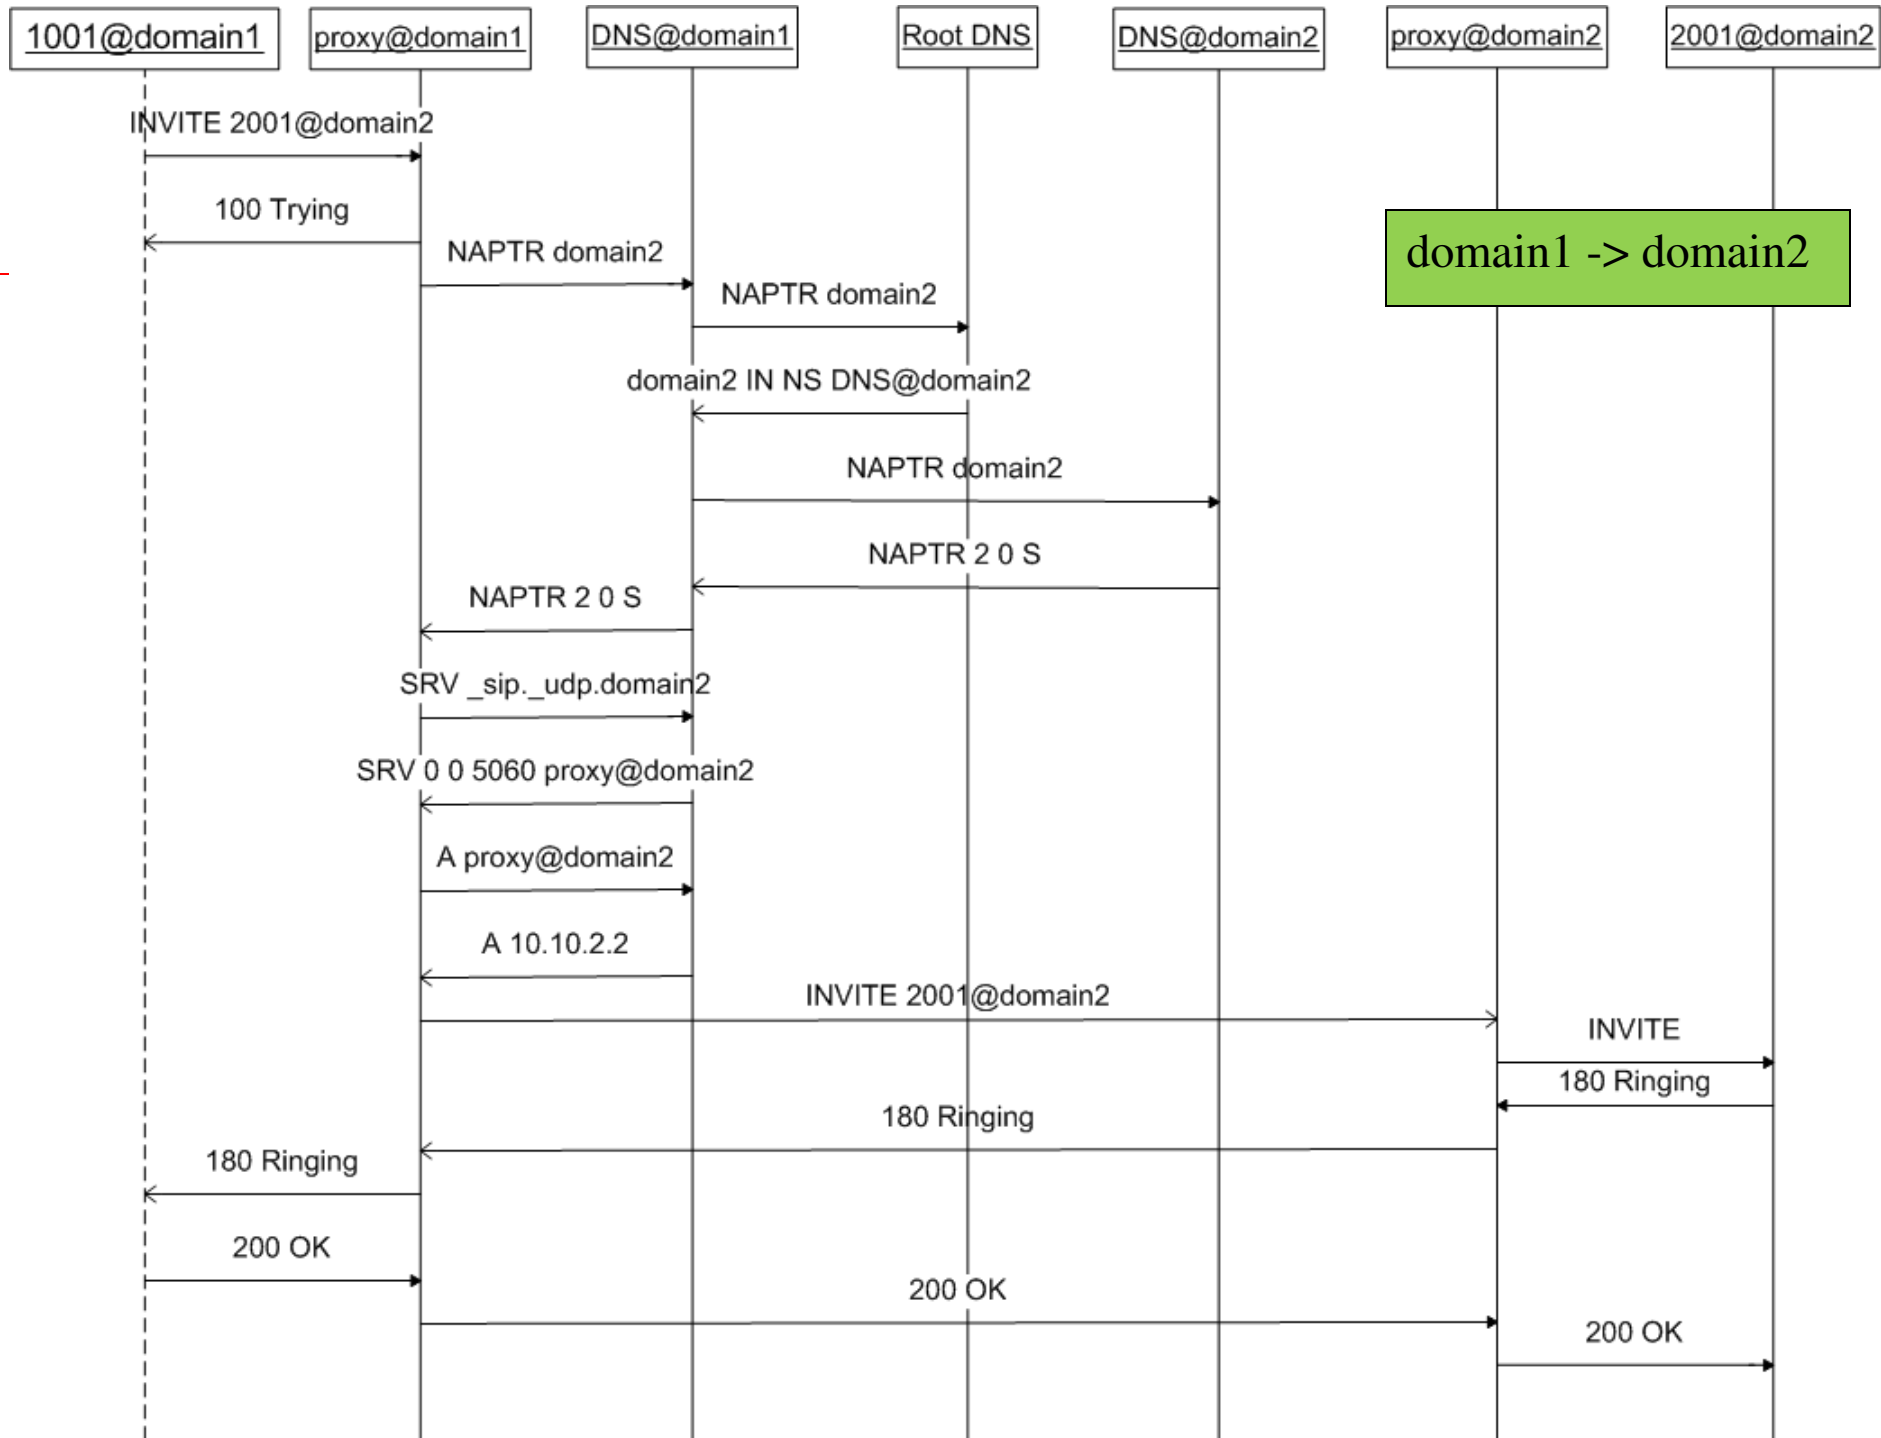 1001@domain1
proxy@domain1
DNS@domain1
Root DNS
DNS@domain2
proxy@domain2
2001@domain2
INVITE 2001@domain2
100 Trying
domain1 -> domain2
NAPTR domain2
NAPTR domain2
domain2 IN NS DNS@domain2
NAPTR domain2
NAPTR 2 0 S
NAPTR 2 0 S
SRV _sip._udp.domain2
SRV 0 0 5060 proxy@domain2
A proxy@domain2
A 10.10.2.2
INVITE 2001@domain2
INVITE
180 Ringing
180 Ringing
180 Ringing
200 OK
200 OK
200 OK